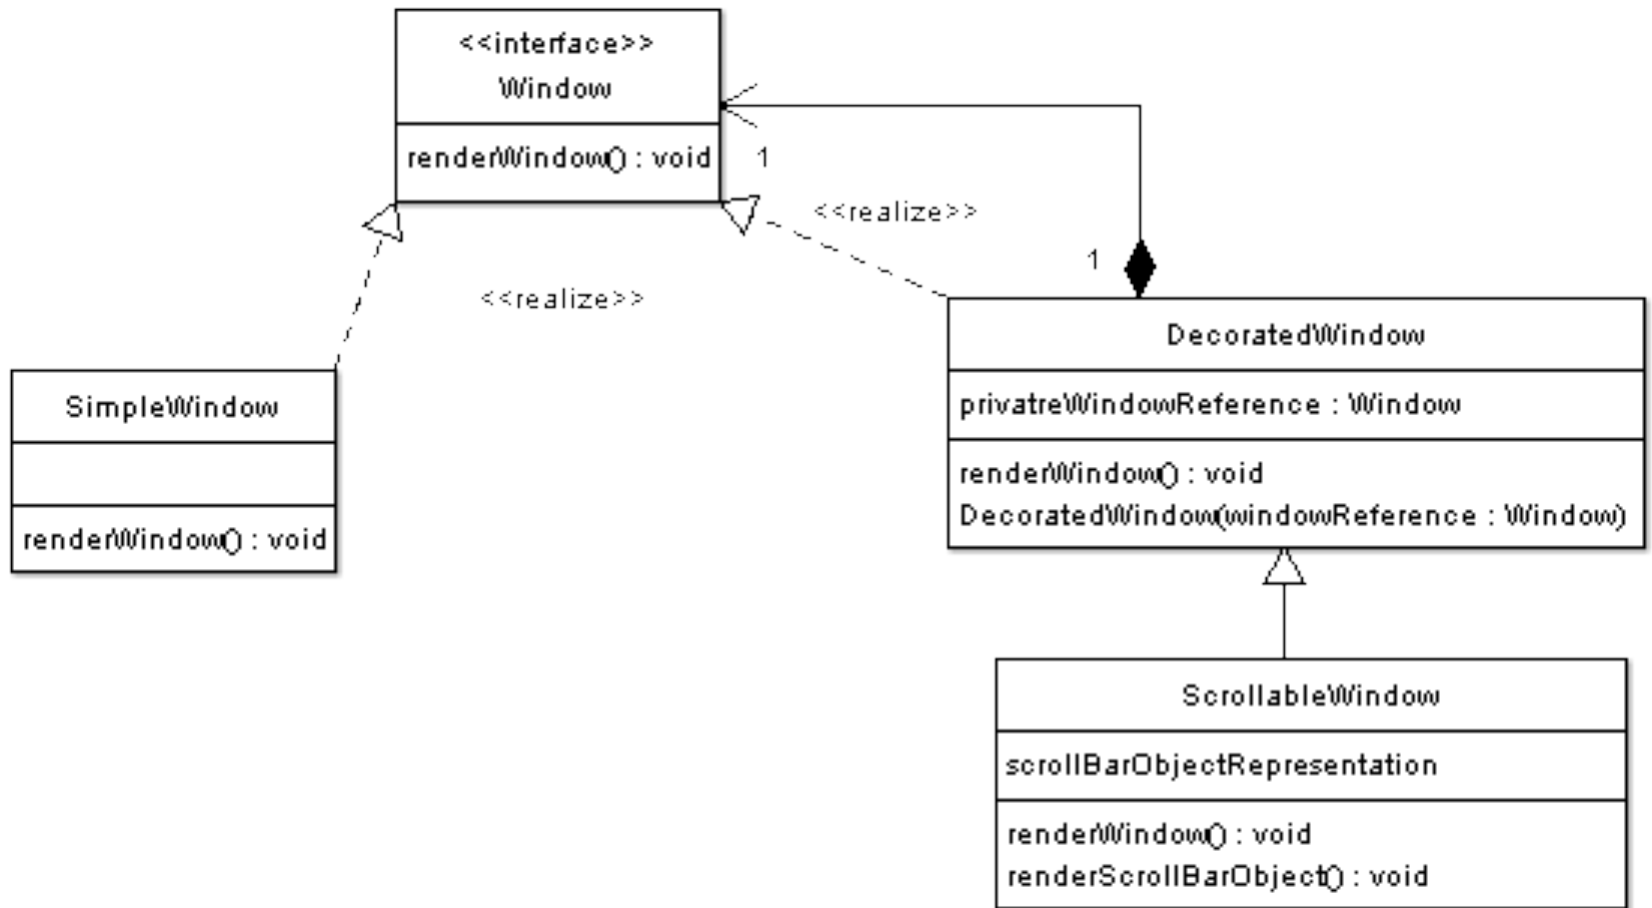 <<interface>>
Window
renderWindow() : void
1
<<realize>>
1
<<realize>>
DecoratedWindow
privatreWindowReference : Window
renderWindow() : void
DecoratedWindow(windowReference : Window)
SimpleWindow
renderWindow() : void
ScrollableWindow
scrollBarObjectRepresentation
renderWindow() : void
renderScrollBarObject() : void